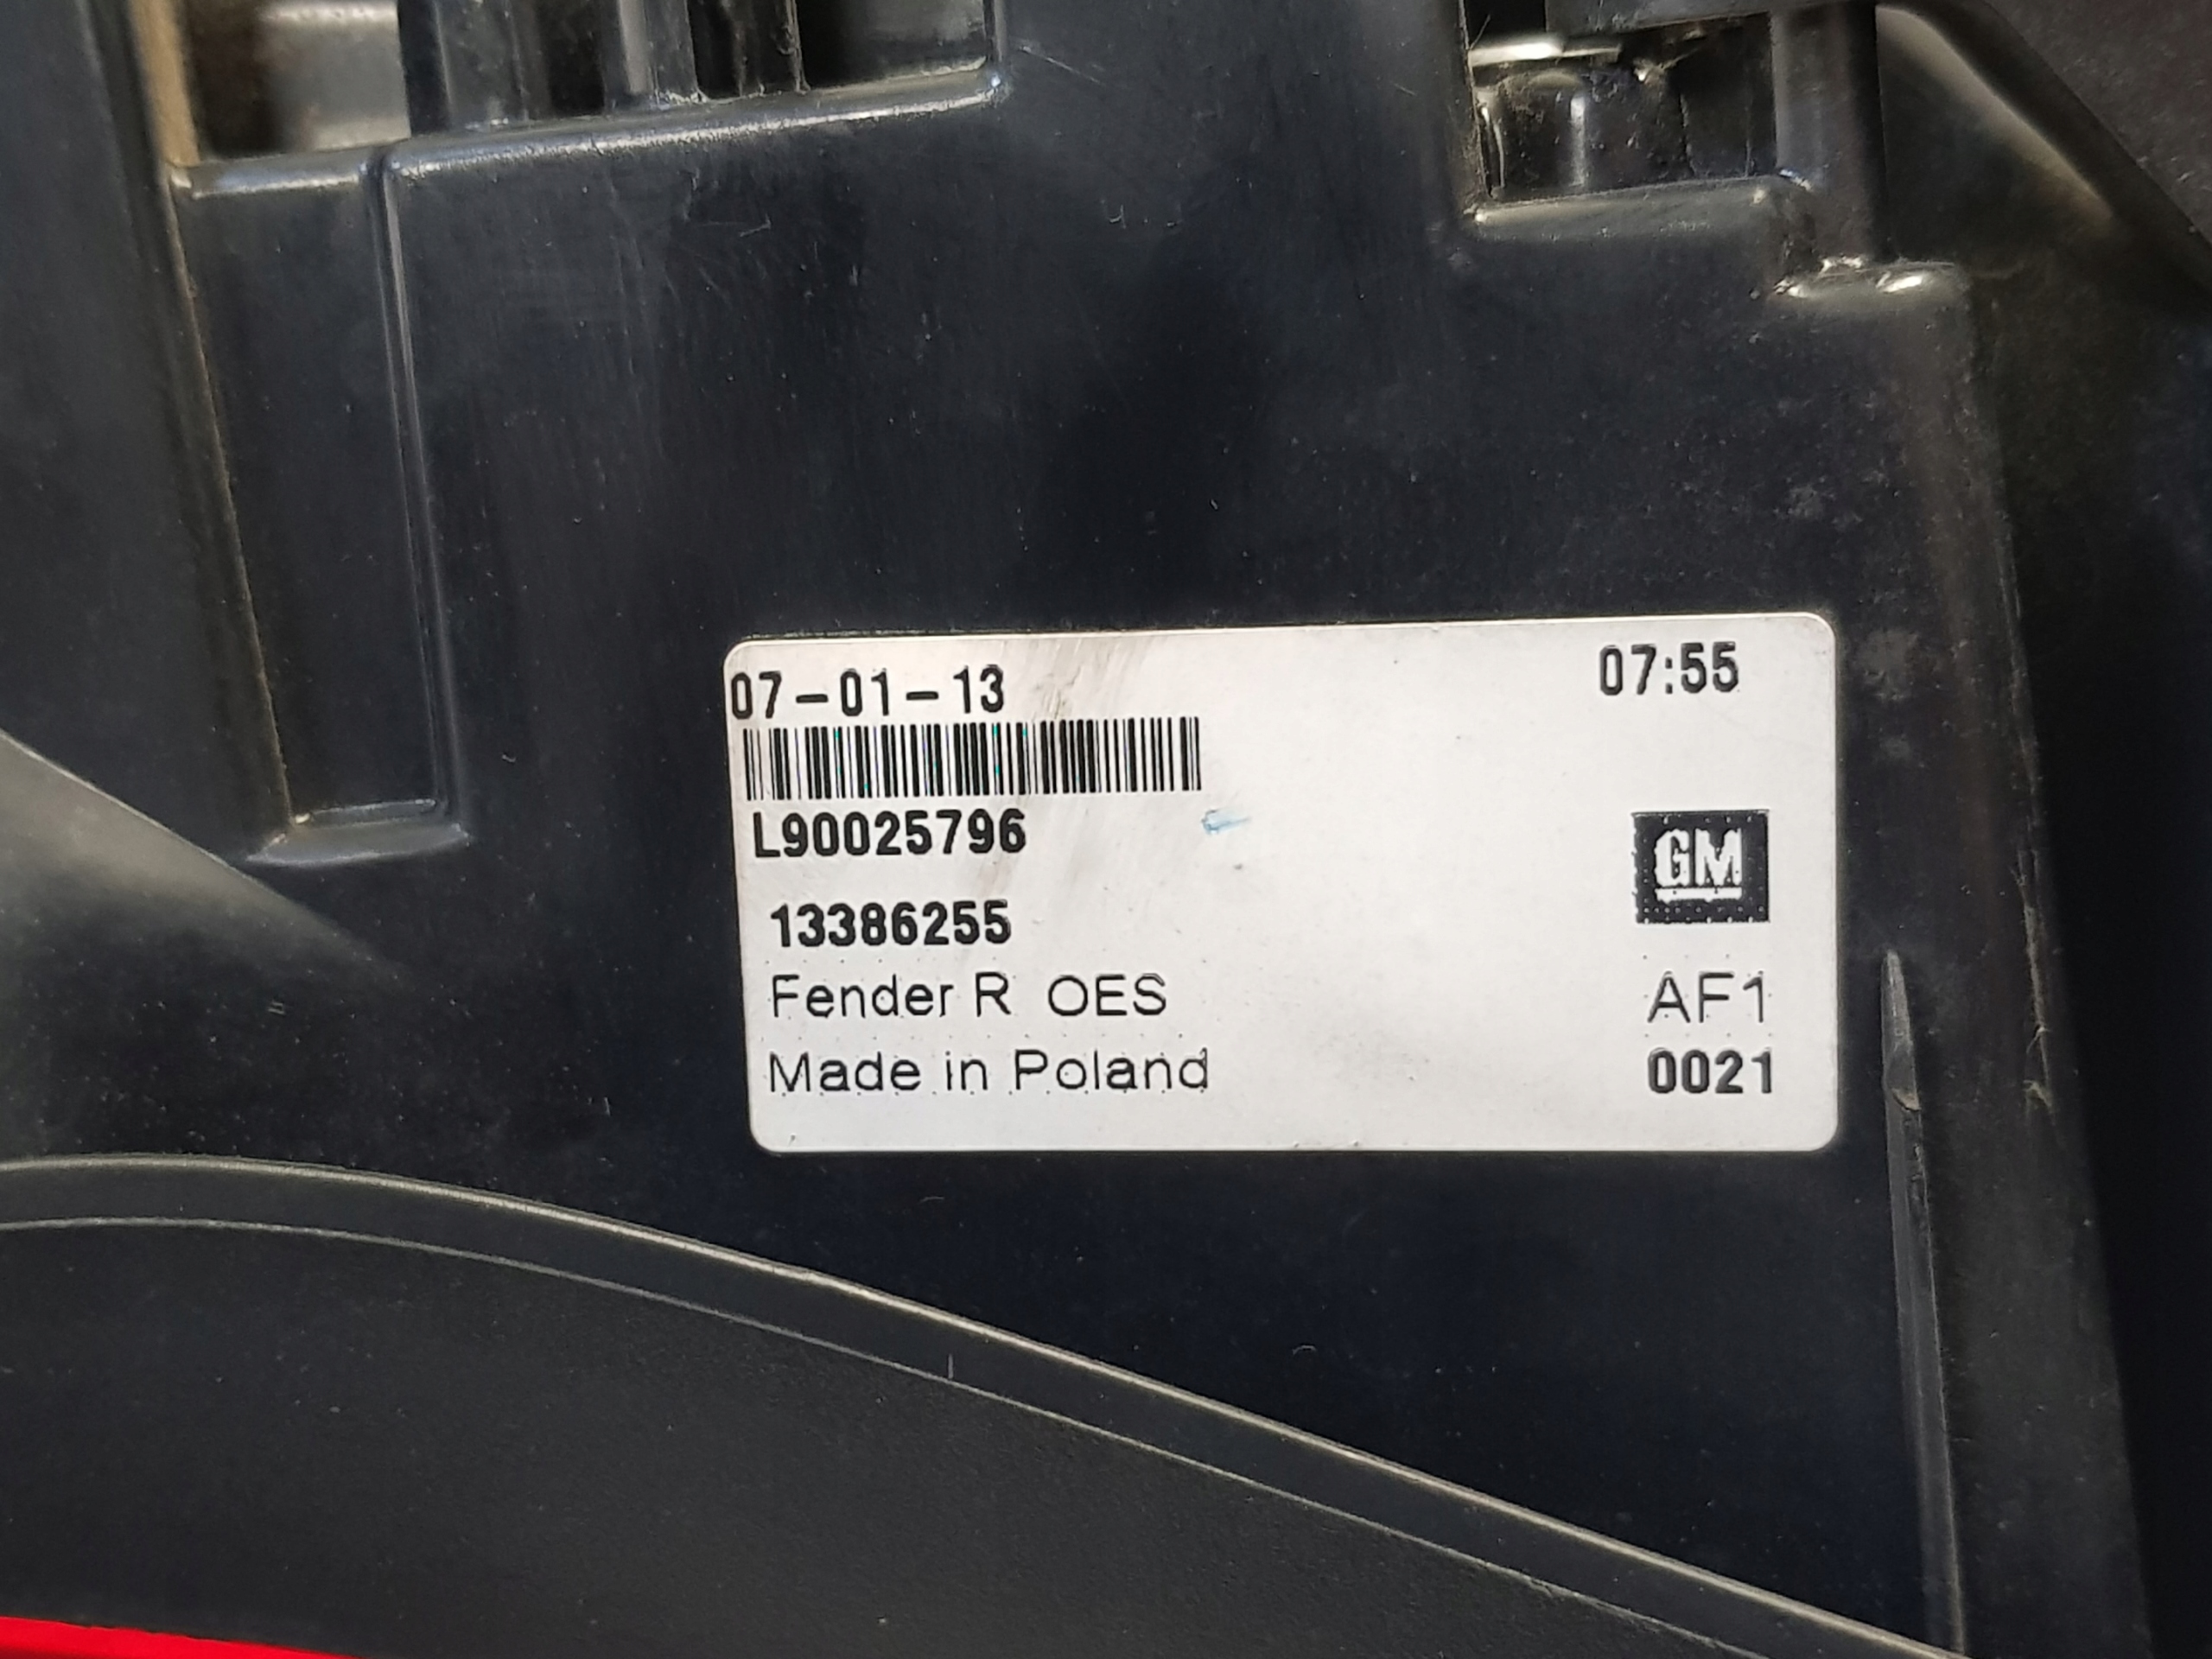 07-01-13 07:55
L90025796
GM
13386255
Fender R OES AF1
Made in Poland 0021